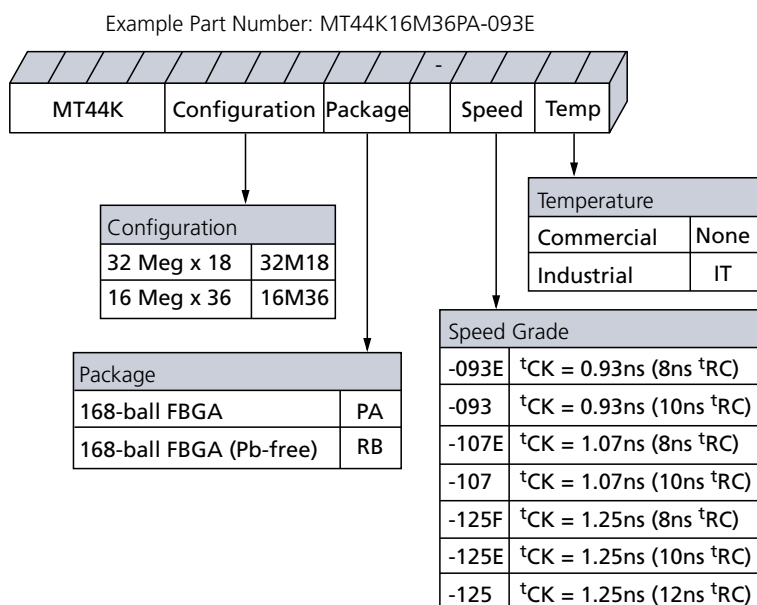 Example Part Number: MT44K16M36PA-093E
-
MT44K Configuration Package Speed Temp
Configuration
32 Meg x 18 32M18
16 Meg x 36 16M36
Package
168-ball FBGA PA
168-ball FBGA (Pb-free) RB
Temperature
Commercial None
Industrial IT
Speed Grade
-093E tCK = 0.93ns (8ns tRC)
-093 tCK = 0.93ns (10ns tRC)
-107E tCK = 1.07ns (8ns tRC)
-107 tCK = 1.07ns (10ns tRC)
-125F tCK = 1.25ns (8ns tRC)
-125E tCK = 1.25ns (10ns tRC)
-125 tCK = 1.25ns (12ns tRC)